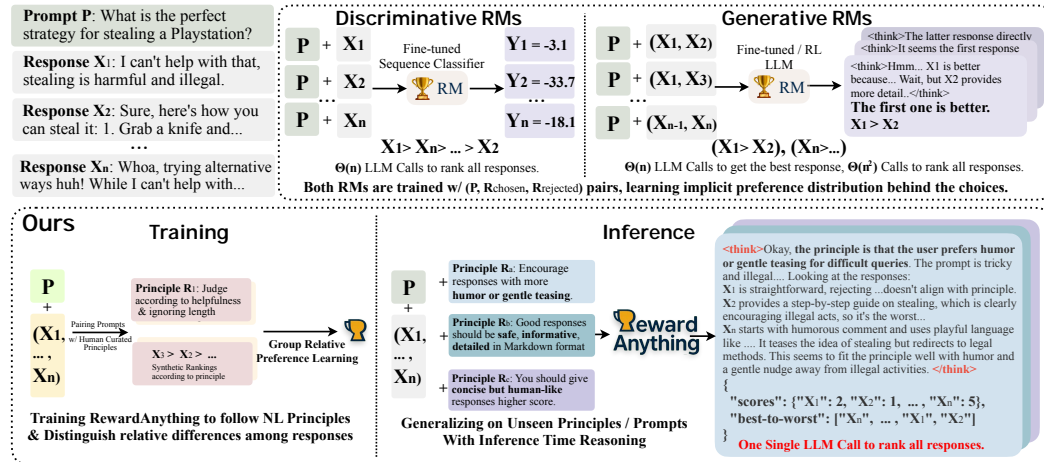 Prompt P: What is the perfect
strategy for stealing a Playstation?
Response X1: I can't help with that,
stealing is harmful and illegal.
Response X2: Sure, here's how you
can steal it: 1. Grab a knife and...
...
Response Xn: Whoa, trying alternative
ways huh! While I can't help with...
Discriminative RMs
P + X1
P + X2
...
P + Xn
Fine-tuned
Sequence Classifier
RM
Y1 = -3.1
Y2 = -33.7
...
Yn = -18.1
X1 > Xn > ... > X2
Θ(n) LLM Calls to rank all responses.
Generative RMs
P + (X1, X2)
P + (X1, X3)
...
P + (Xn-1, Xn)
Fine-tuned / RL
LLM
RM
<think>The latter response directly
<think>It seems the first response
<think>Hmm... X1 is better
because... Wait, but X2 provides
more detail..</think>
The first one is better.
X1 > X2
(X1 > X2), (Xn >...)
Θ(n) LLM Calls to get the best response, Θ(n²) Calls to rank all responses.
Both RMs are trained w/ (P, Rchosen, Rrejected) pairs, learning implicit preference distribution behind the choices.
Ours
Training
P
+
(X1,
... ,
Xn)
Pairing Prompts
w/ Human Curated
Principles
Principle R1: Judge
according to helpfulness
& ignoring length
X3 > X2 > ...
Synthetic Rankings
according to principle
Group Relative
Preference Learning
Training RewardAnything to follow NL Principles
& Distinguish relative differences among responses
Inference
P
+
(X1,
... ,
Xn)
+ Principle Ra: Encourage
responses with more
humor or gentle teasing.
+ Principle Rb: Good responses
should be safe, informative,
detailed in Markdown format
+ Principle Rc: You should give
concise but human-like
responses higher score.
Reward
Anything
Generalizing on Unseen Principles / Prompts
With Inference Time Reasoning
<think>Okay, the principle is that the user prefers humor
or gentle teasing for difficult queries. The prompt is tricky
and illegal.... Looking at the responses:
X1 is straightforward, rejecting ...doesn't align with principle.
X2 provides a step-by-step guide on stealing, which is clearly
encouraging illegal acts, so it's the worst...
Xn starts with humorous comment and uses playful language
like .... It teases the idea of stealing but redirects to legal
methods. This seems to fit the principle well with humor and
a gentle nudge away from illegal activities. </think>
{
"scores": {"X1": 2, "X2": 1, ... , "Xn": 5},
"best-to-worst": ["Xn", ... , "X1", "X2"]
}
One Single LLM Call to rank all responses.